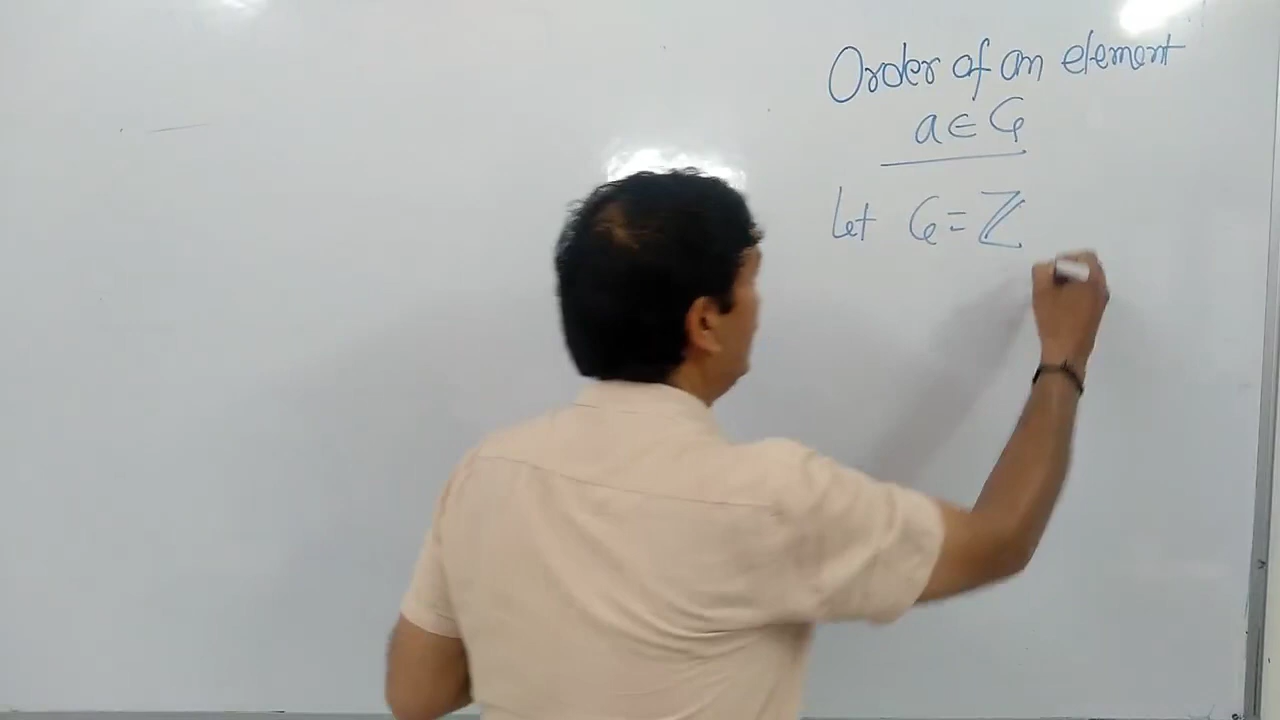 Order of an element
a ∈ G
Let G = ℤ